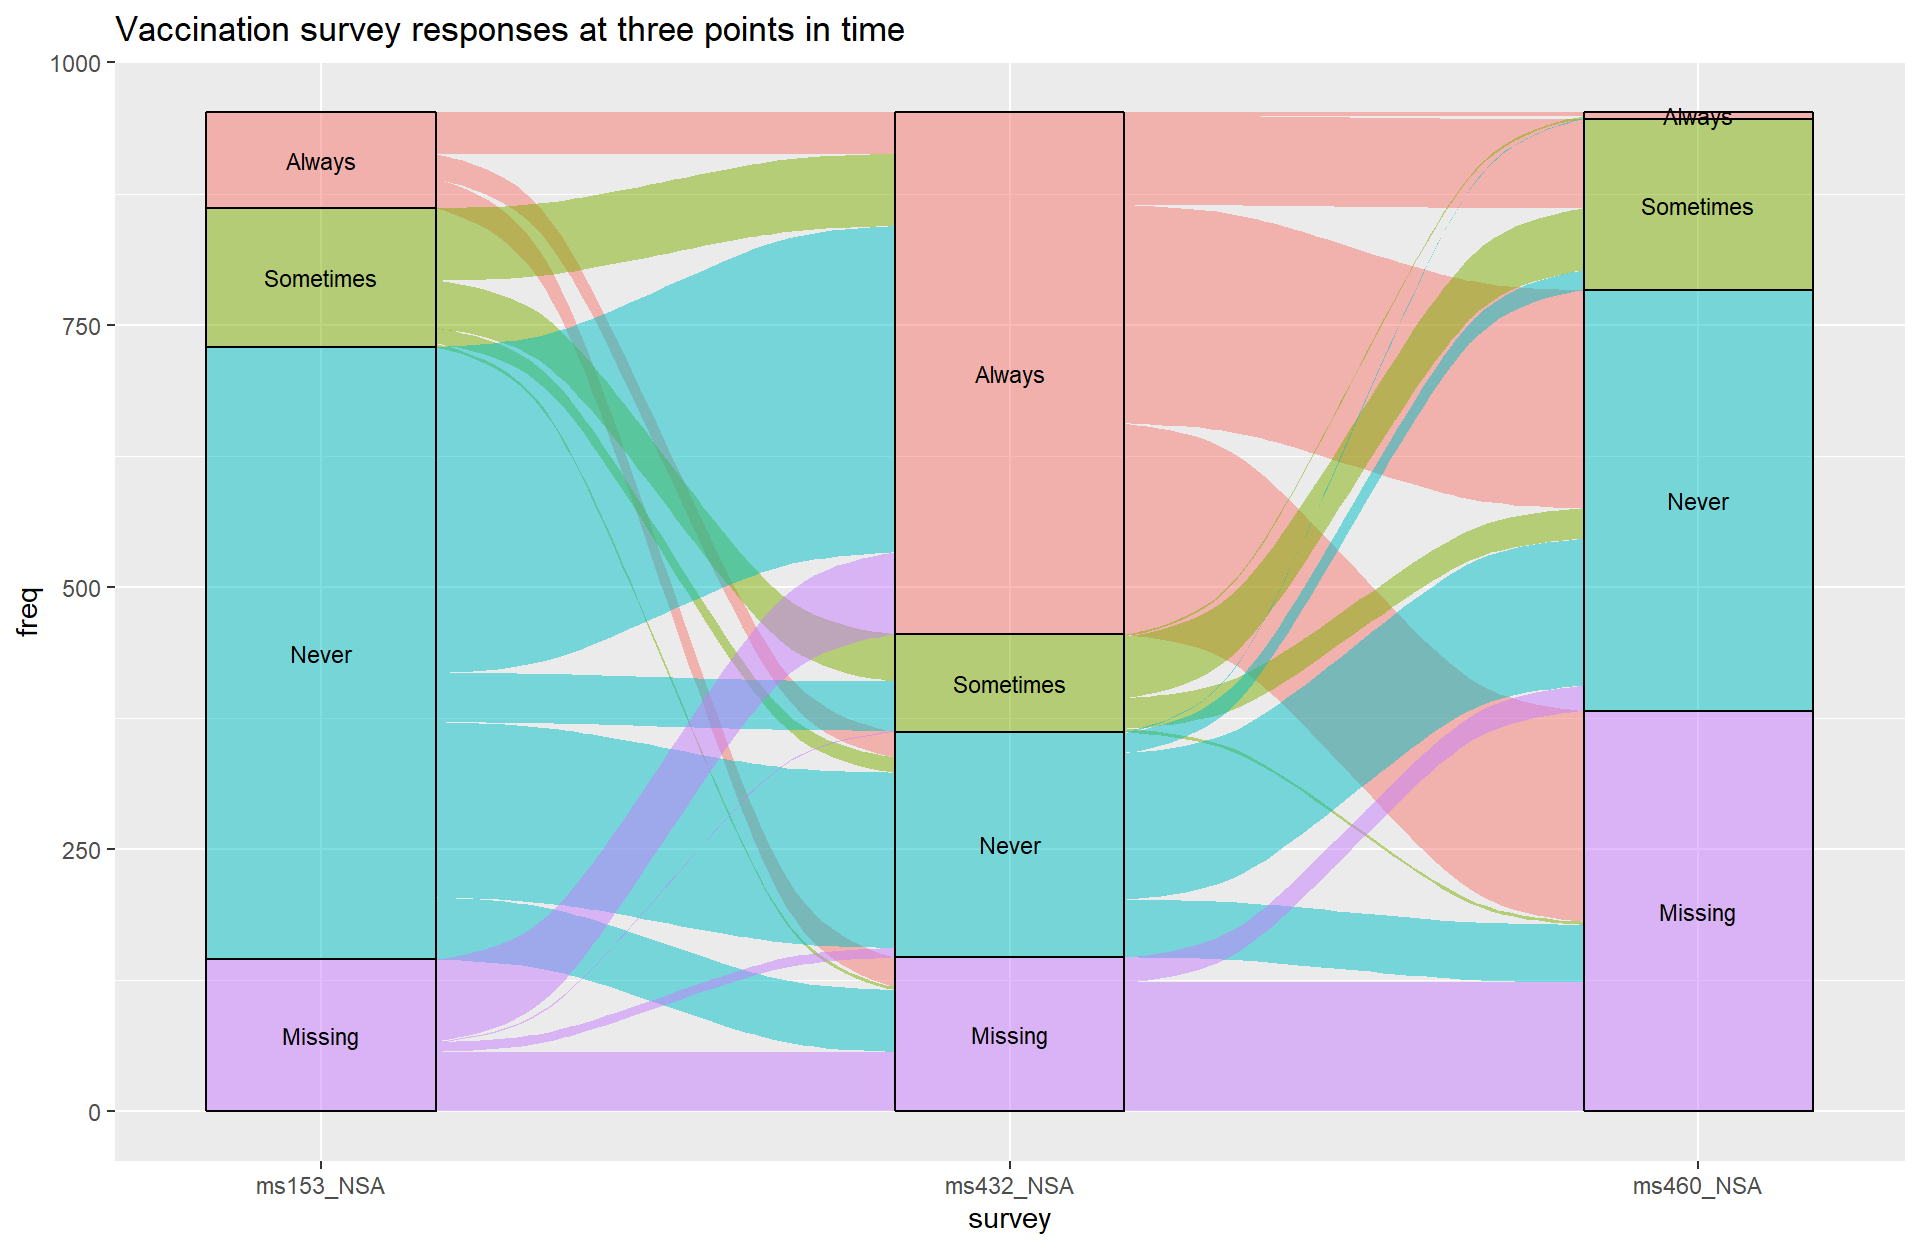 Vaccination survey responses at three points in time
1000
750
500
250
0
freq
Always
Sometimes
Never
Missing
Always
Sometimes
Never
Missing
Always
Sometimes
Never
Missing
ms153_NSA
ms432_NSA
ms460_NSA
survey